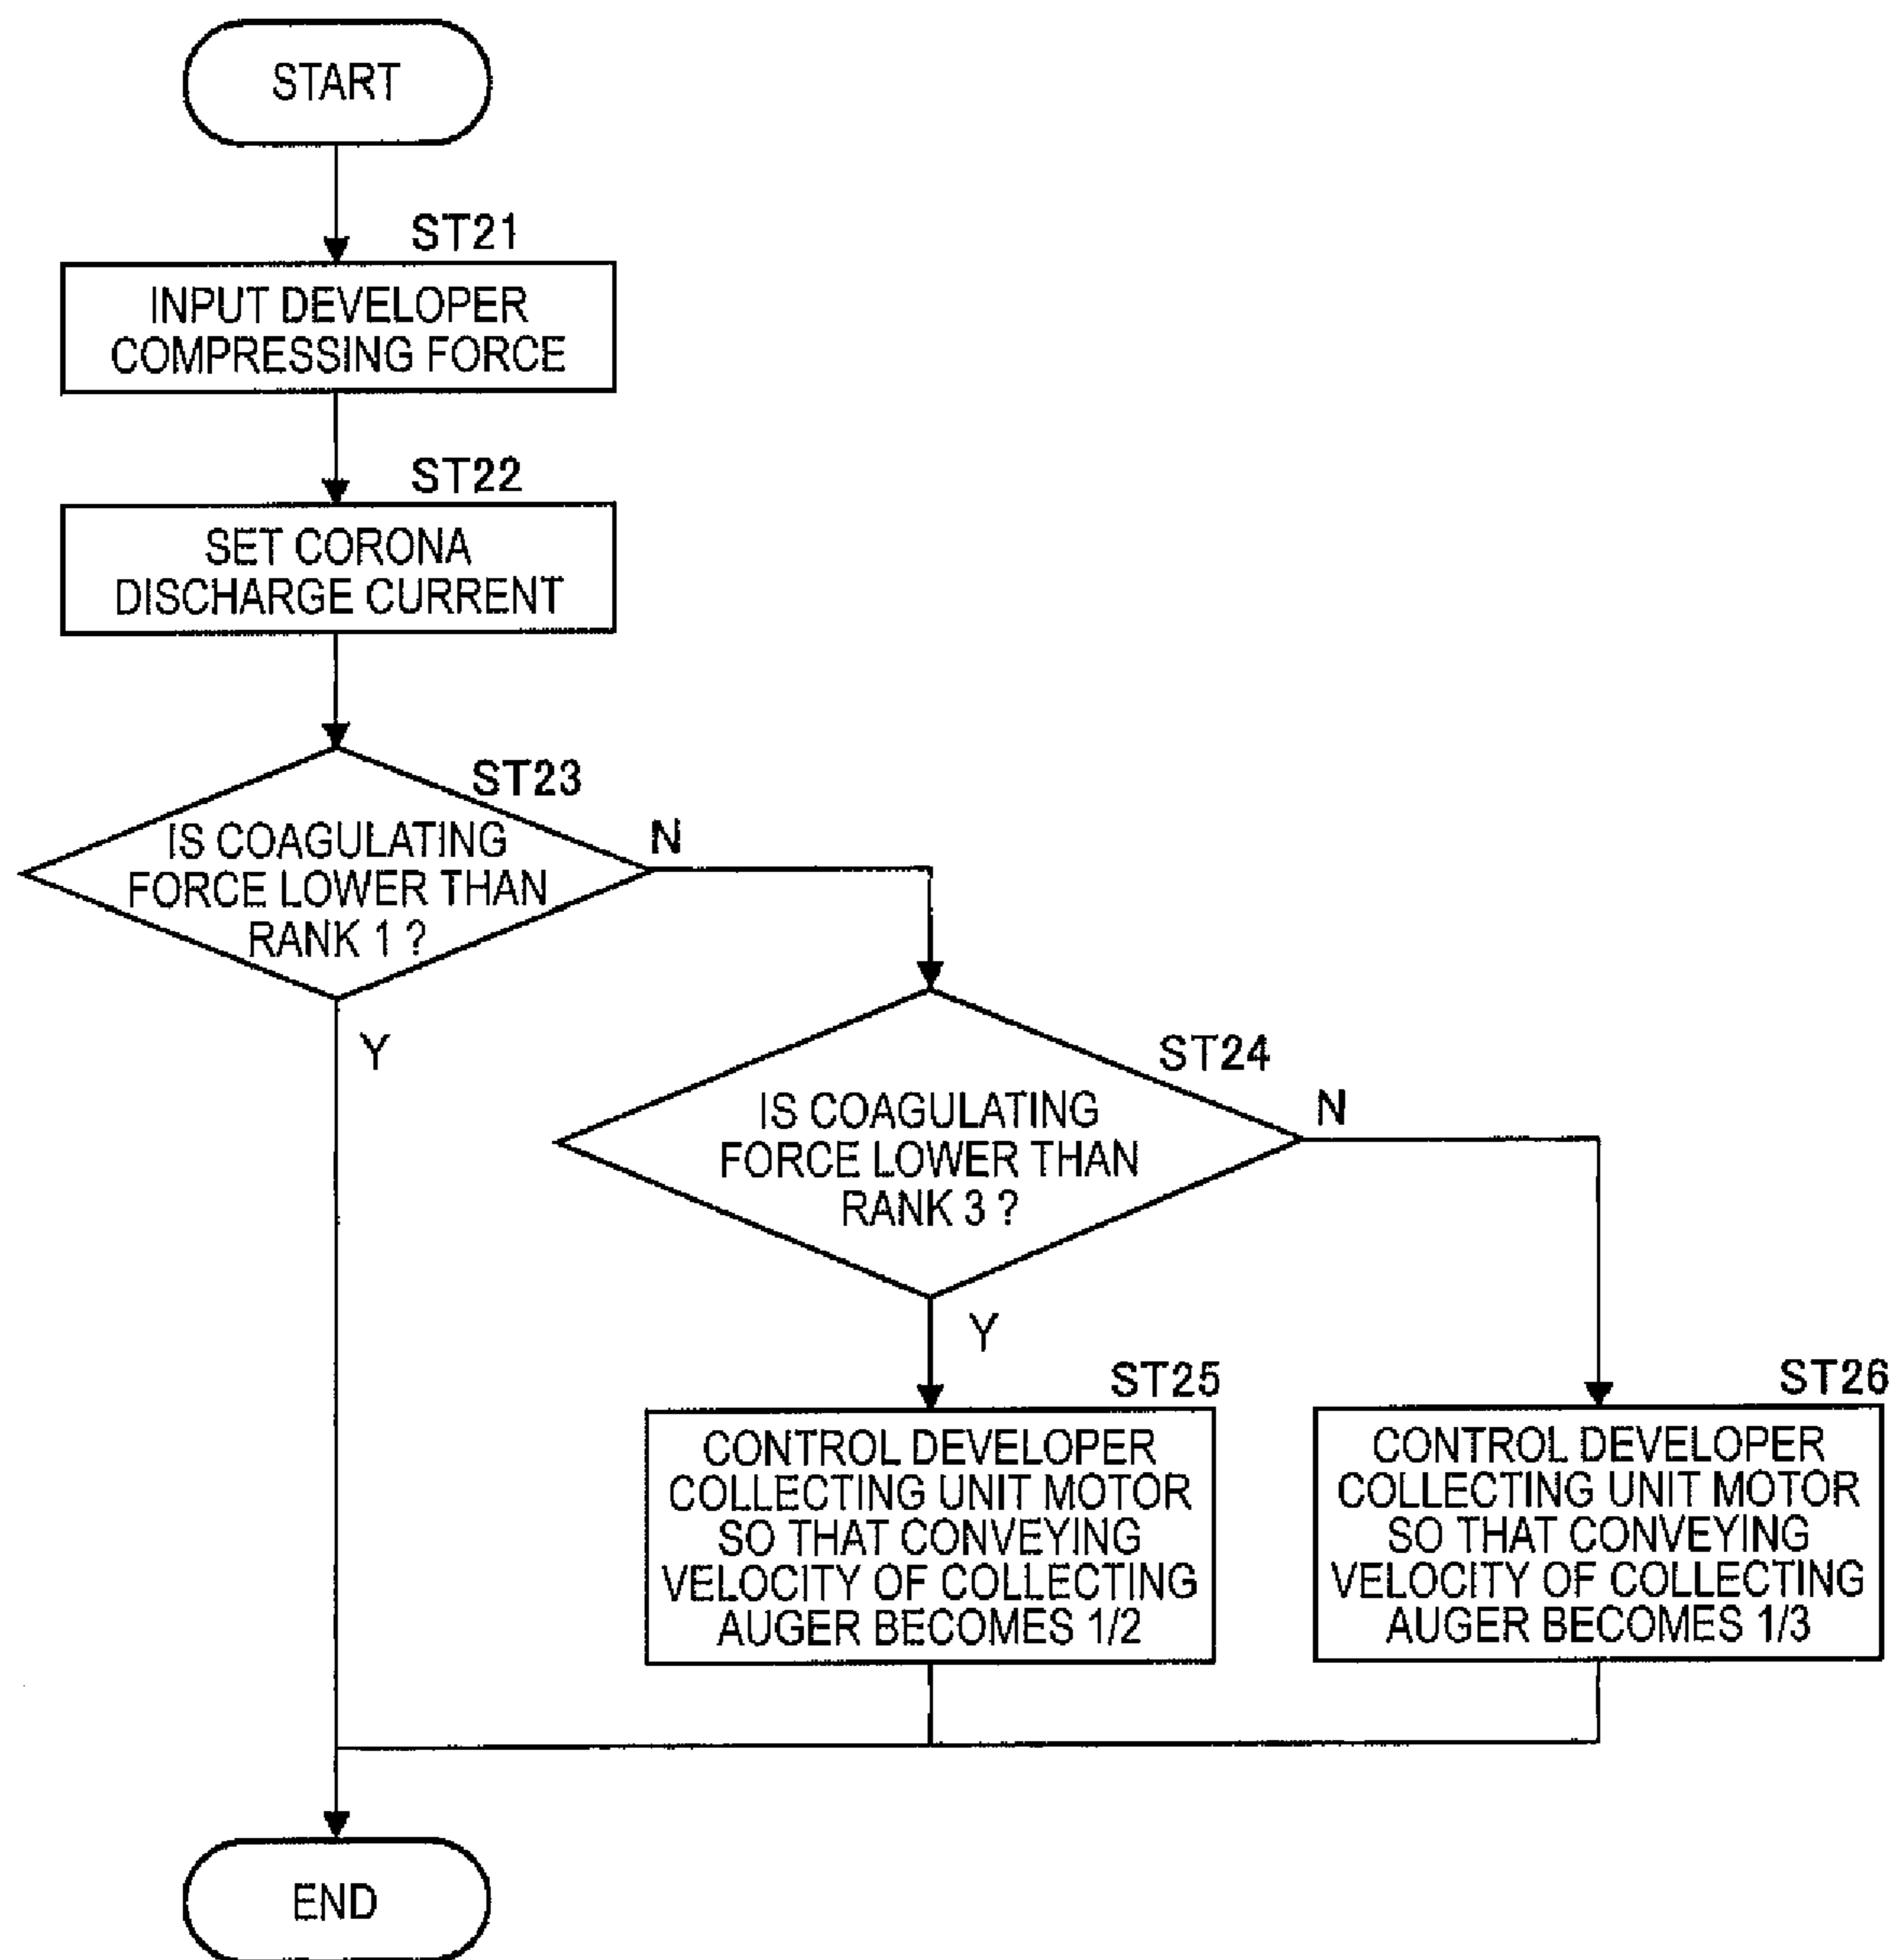 START
ST21
INPUT DEVELOPER
COMPRESSING FORCE
ST22
SET CORONA
DISCHARGE CURRENT
ST23
IS COAGULATING
FORCE LOWER THAN
RANK 1 ?
N
Y
ST24
IS COAGULATING
FORCE LOWER THAN
RANK 3 ?
N
Y
ST25
CONTROL DEVELOPER
COLLECTING UNIT MOTOR
SO THAT CONVEYING
VELOCITY OF COLLECTING
AUGER BECOMES 1/2
ST26
CONTROL DEVELOPER
COLLECTING UNIT MOTOR
SO THAT CONVEYING
VELOCITY OF COLLECTING
AUGER BECOMES 1/3
END